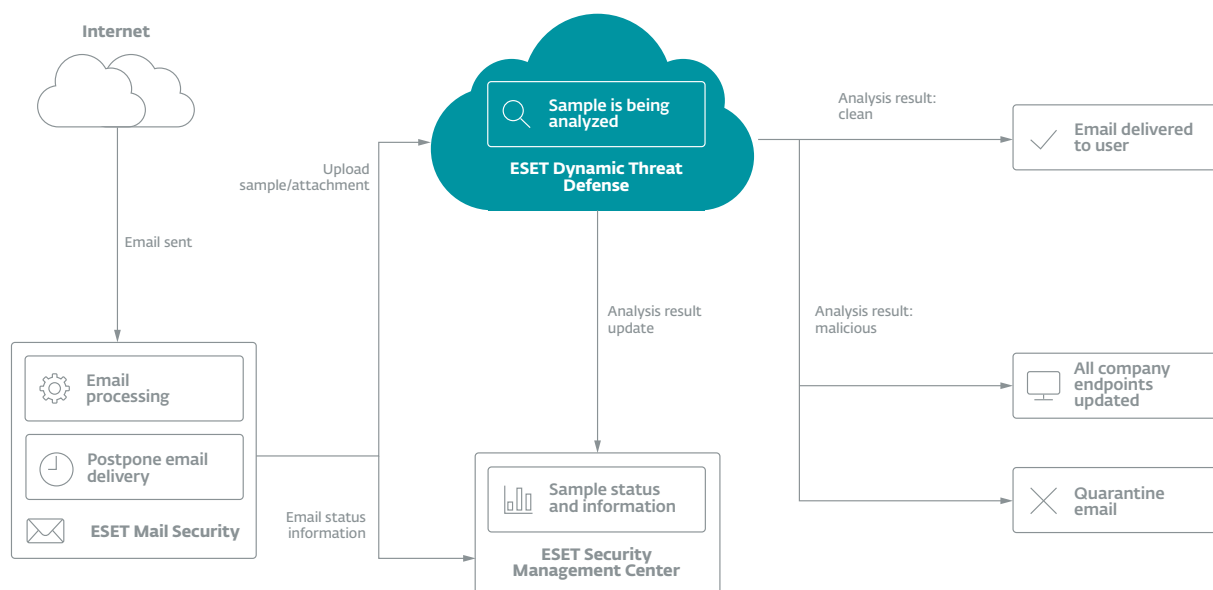 Internet
Sample is being
analyzed
ESET Dynamic Threat
Defense
Analysis result:
clean
Email delivered
to user
Upload
sample/attachment
Email sent
Analysis result
update
Analysis result:
malicious
Email
processing
Postpone email
delivery
ESET Mail Security
All company
endpoints
updated
Email status
information
Sample status
and information
ESET Security
Management Center
Quarantine
email